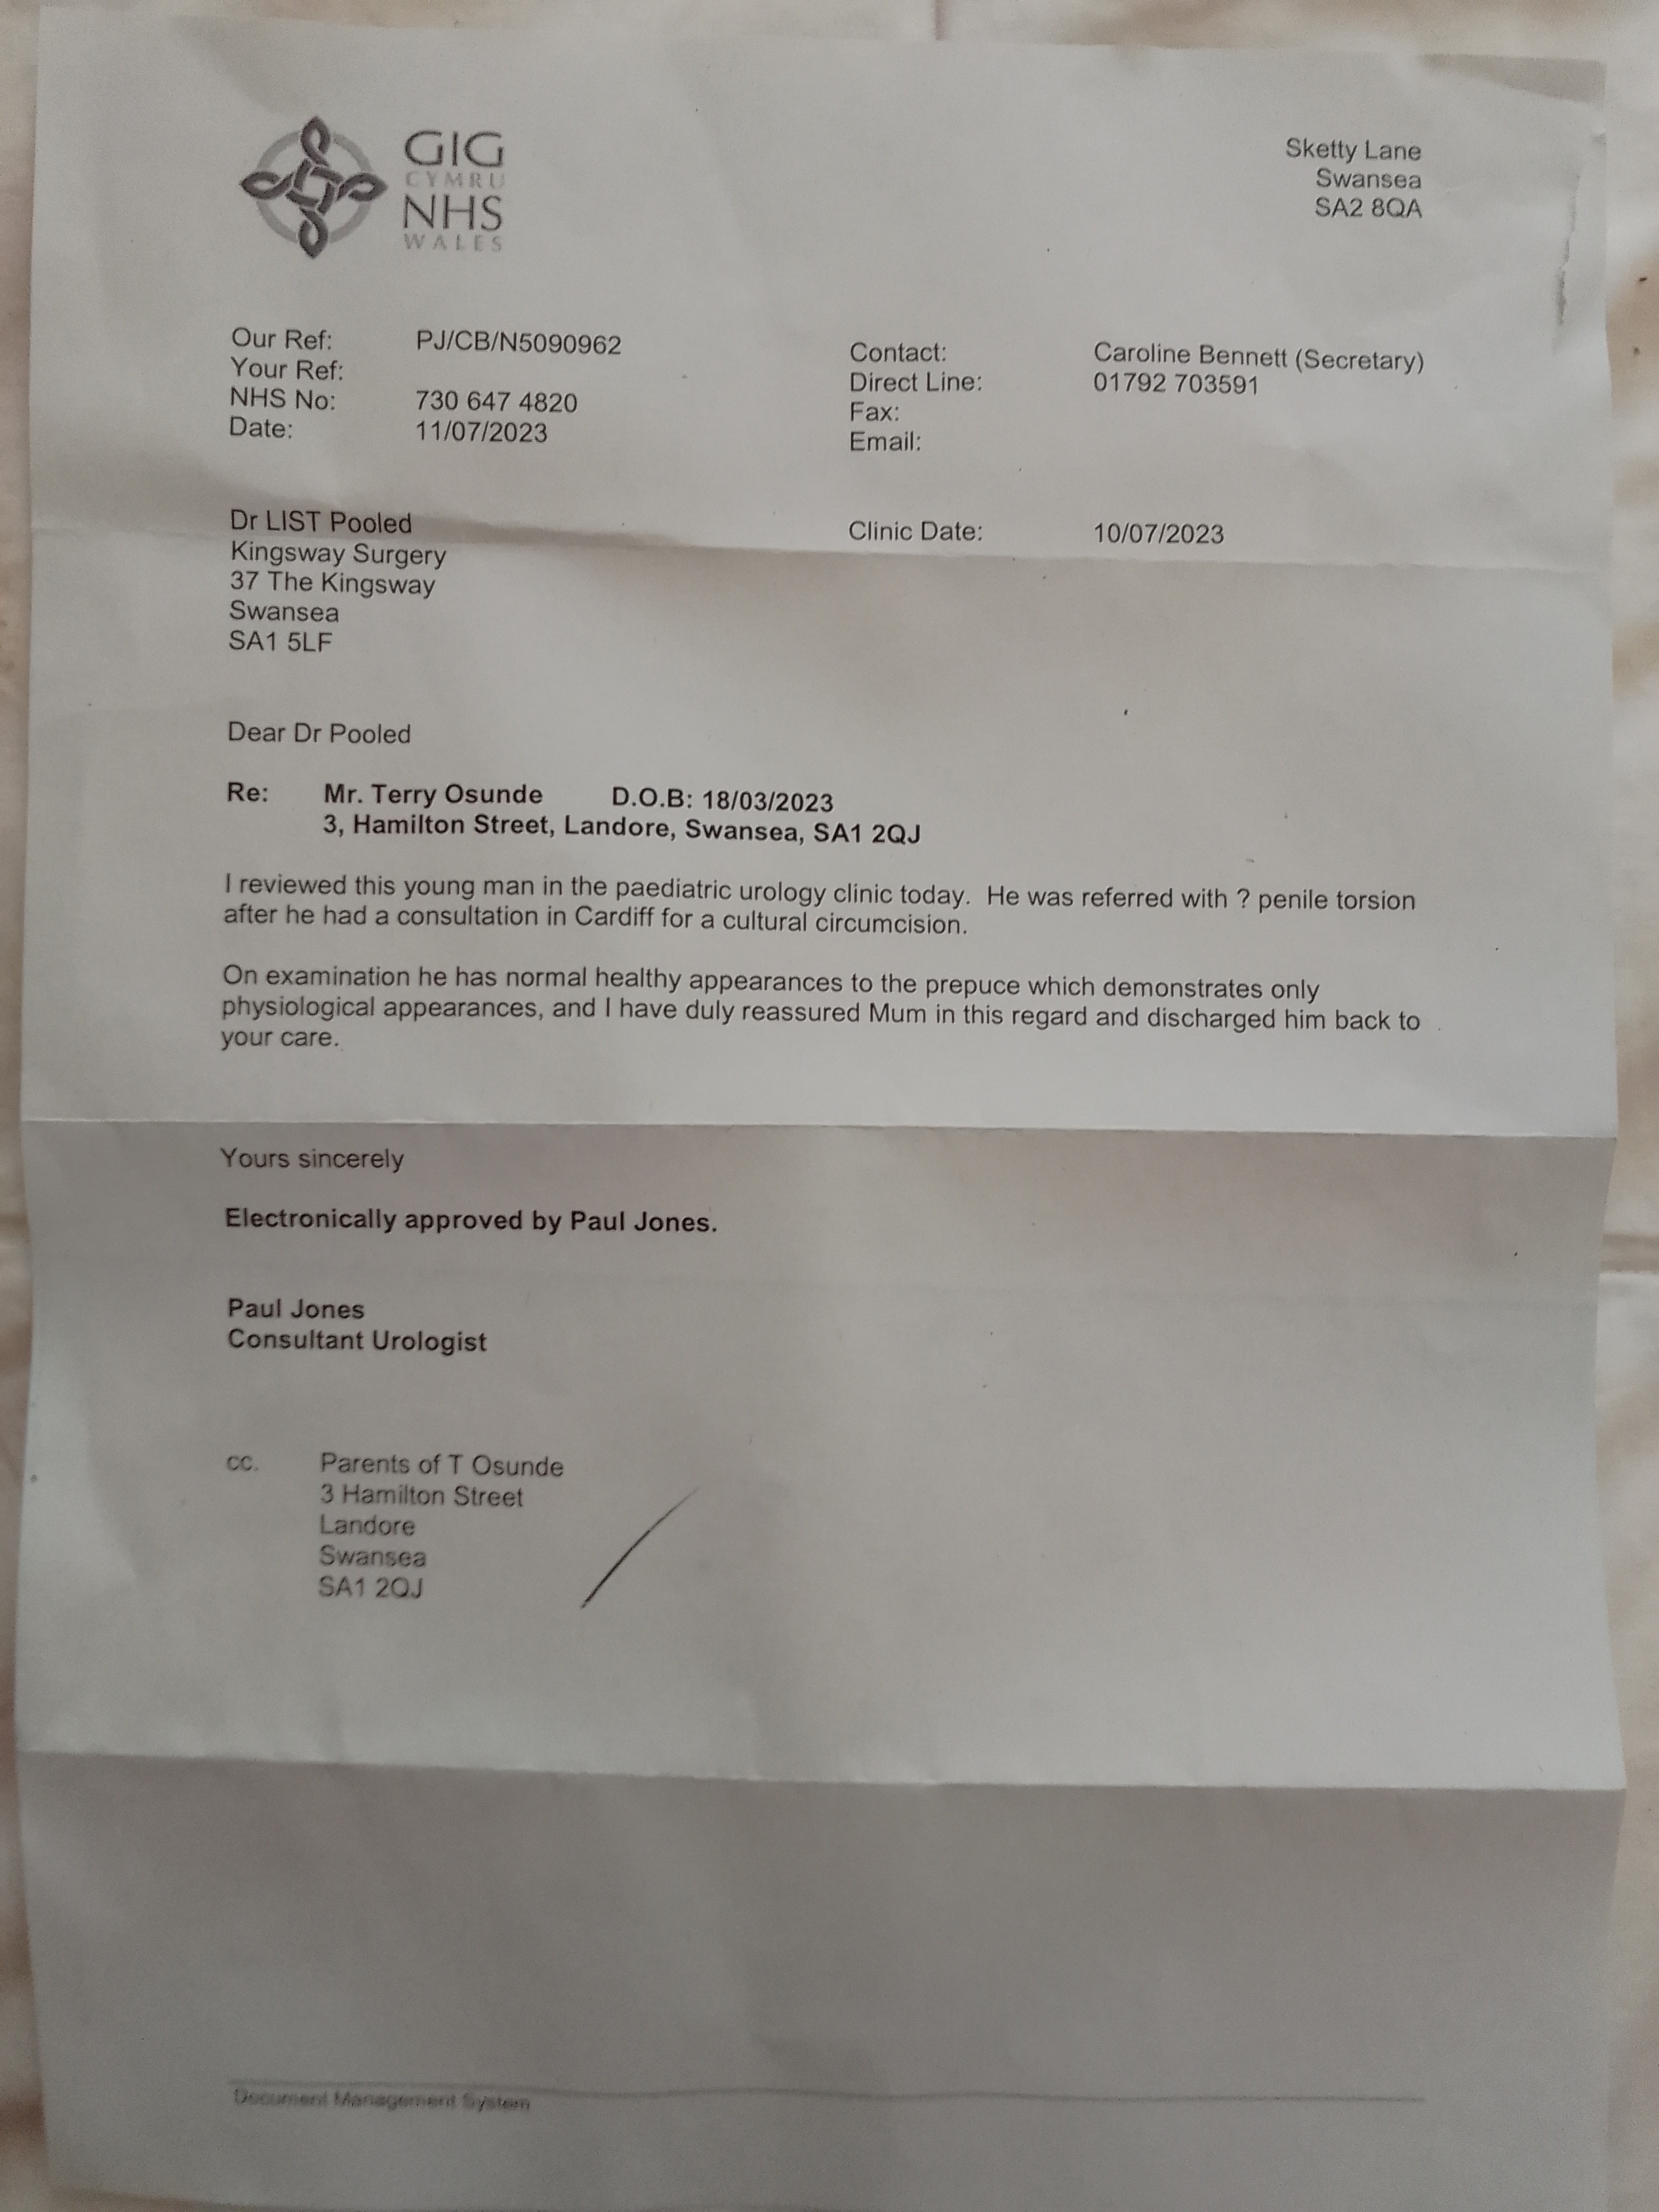 GIG
CYMRU
NHS
WALES
Sketty Lane
Swansea
SA2 8QA
Our Ref: PJ/CB/N5090962
Your Ref:
NHS No: 730 647 4820
Date: 11/07/2023
Contact: Caroline Bennett (Secretary)
Direct Line: 01792 703591
Fax:
Email:
Dr LIST Pooled
Kingsway Surgery
37 The Kingsway
Swansea
SA1 5LF
Clinic Date: 10/07/2023
Dear Dr Pooled
Re: Mr. Terry Osunde D.O.B: 18/03/2023
3, Hamilton Street, Landore, Swansea, SA1 2QJ
I reviewed this young man in the paediatric urology clinic today. He was referred with ? penile torsion
after he had a consultation in Cardiff for a cultural circumcision.
On examination he has normal healthy appearances to the prepuce which demonstrates only
physiological appearances, and I have duly reassured Mum in this regard and discharged him back to
your care.
Yours sincerely
Electronically approved by Paul Jones.
Paul Jones
Consultant Urologist
cc. Parents of T Osunde
3 Hamilton Street
Landore
Swansea
SA1 2QJ
Document Management System